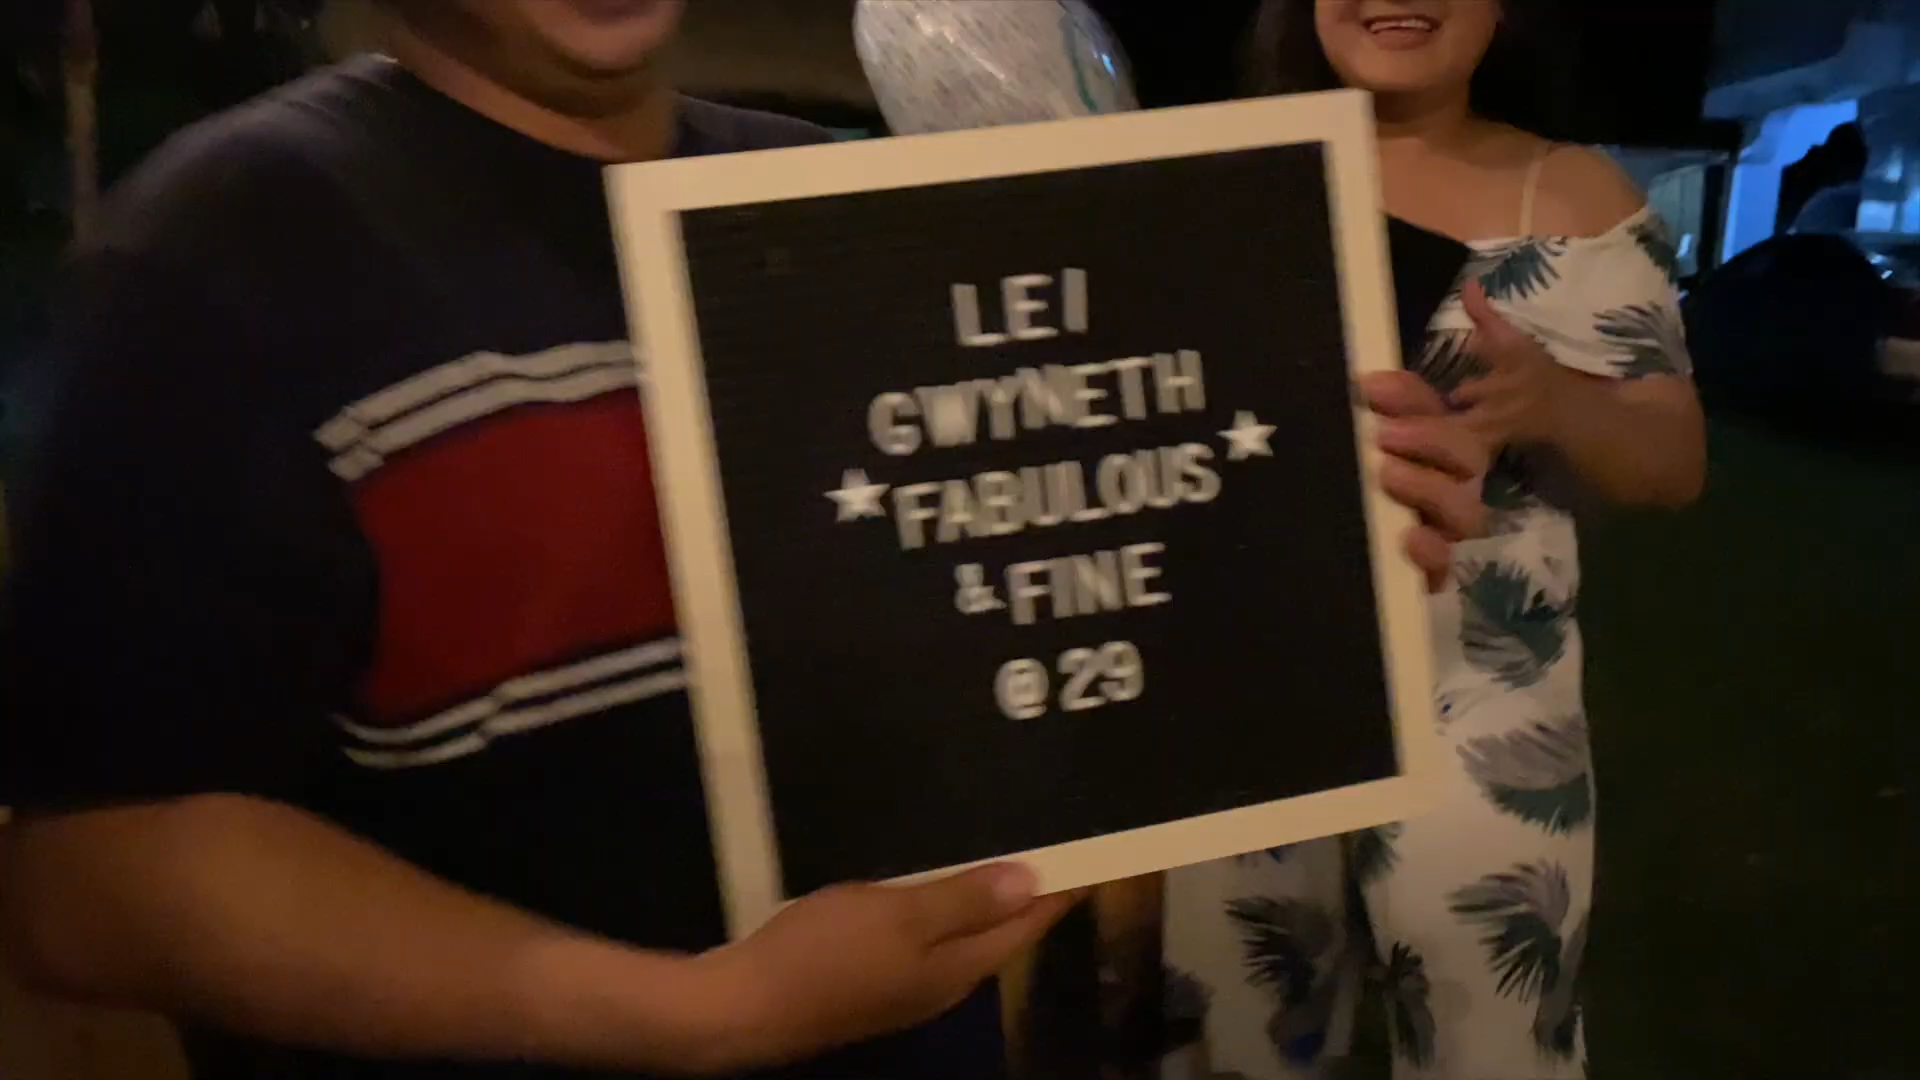 LEI
GWYNETH
★FABULOUS★
& FINE
@ 29